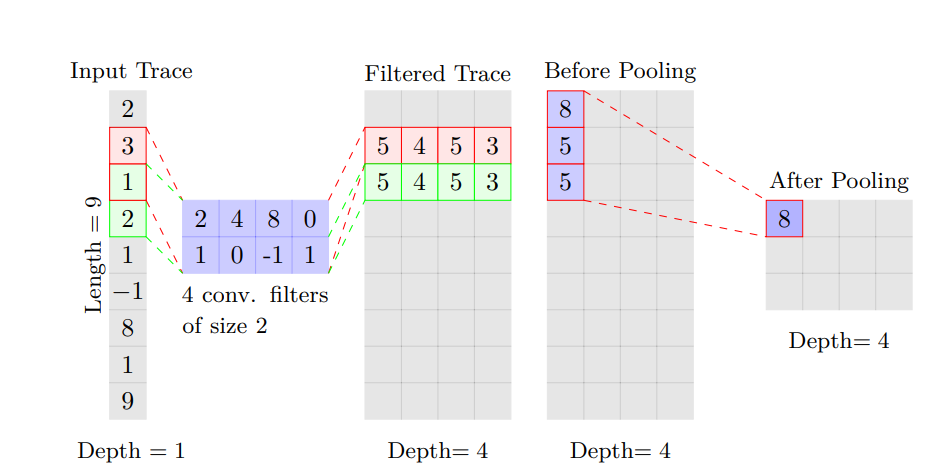 Input Trace
2
3
1
2
1
−1
8
1
9
Length = 9
Depth = 1
2 4 8 0
1 0 -1 1
4 conv. filters
of size 2
Filtered Trace
5 4 5 3
5 4 5 3
Depth= 4
Before Pooling
8
5
5
Depth= 4
After Pooling
8
Depth= 4